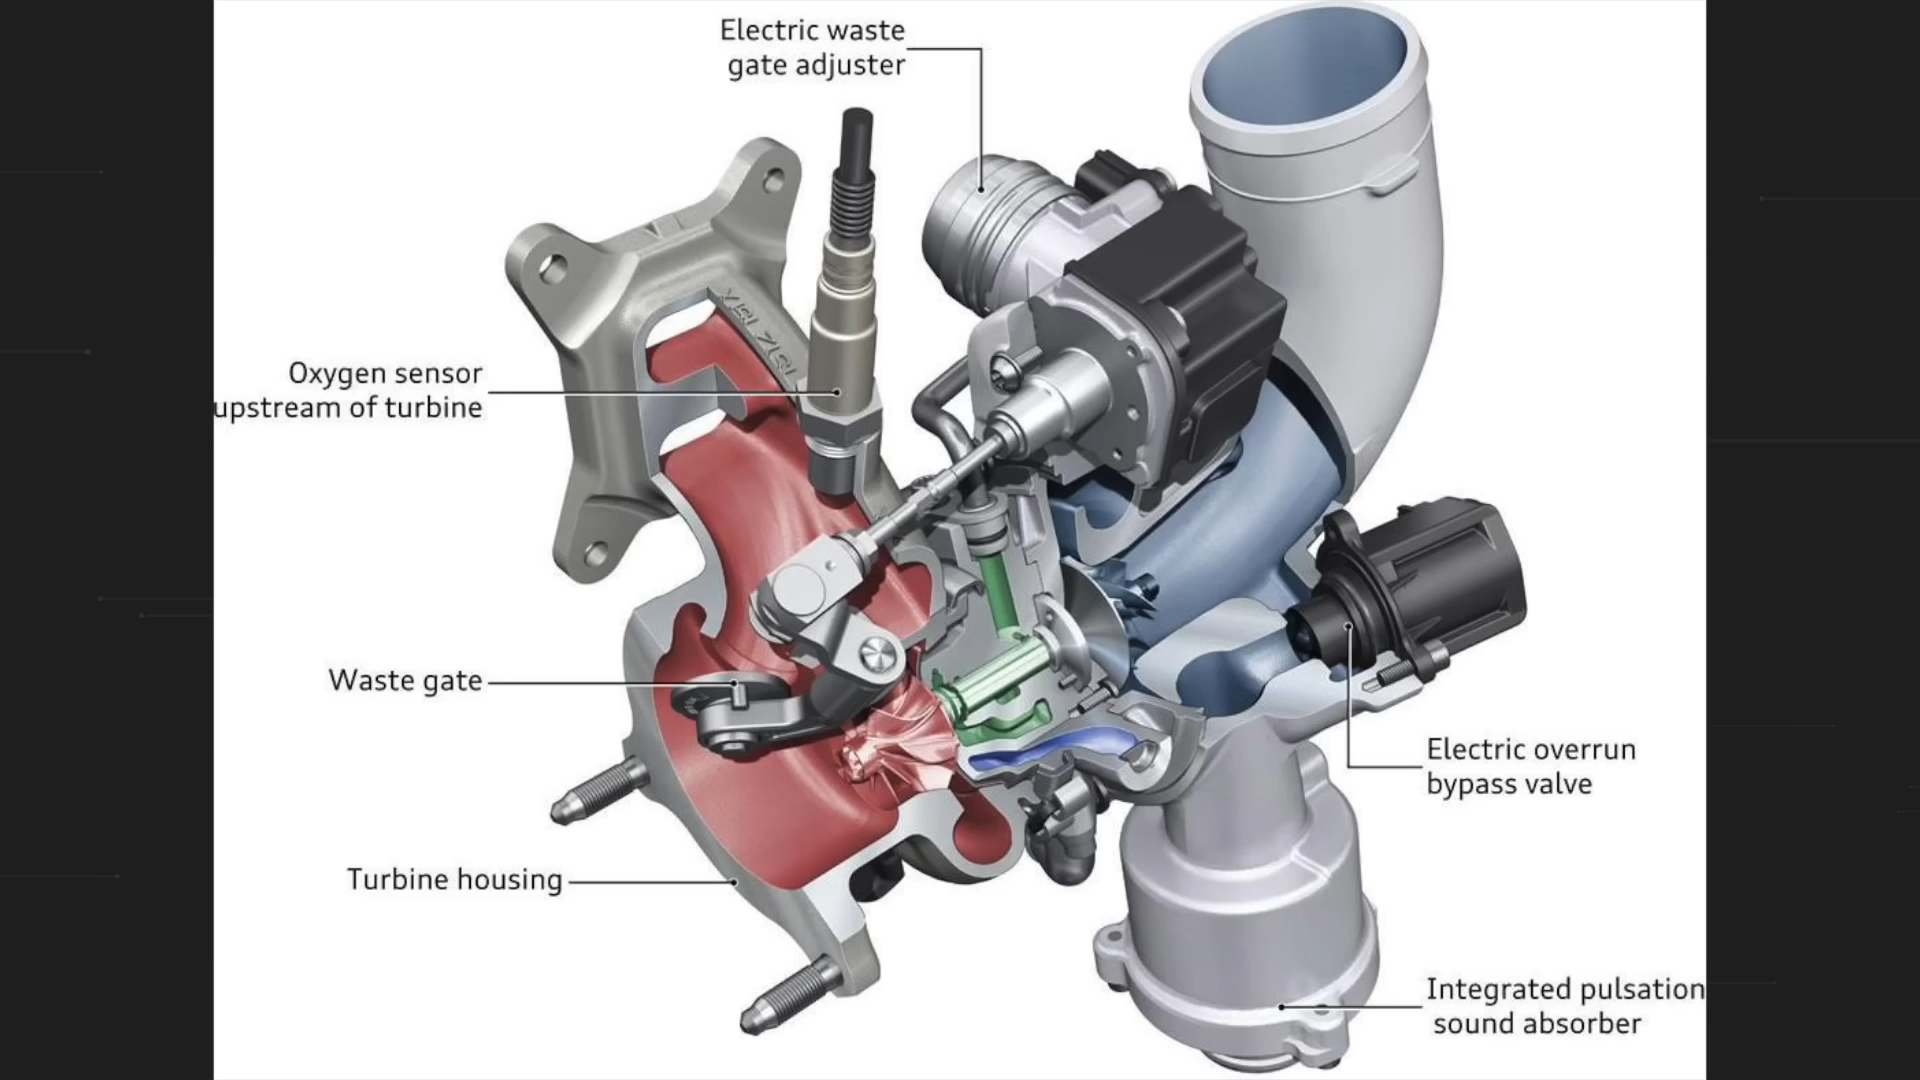 Electric waste
gate adjuster
Oxygen sensor
upstream of turbine
Waste gate
Turbine housing
Electric overrun
bypass valve
Integrated pulsation
sound absorber